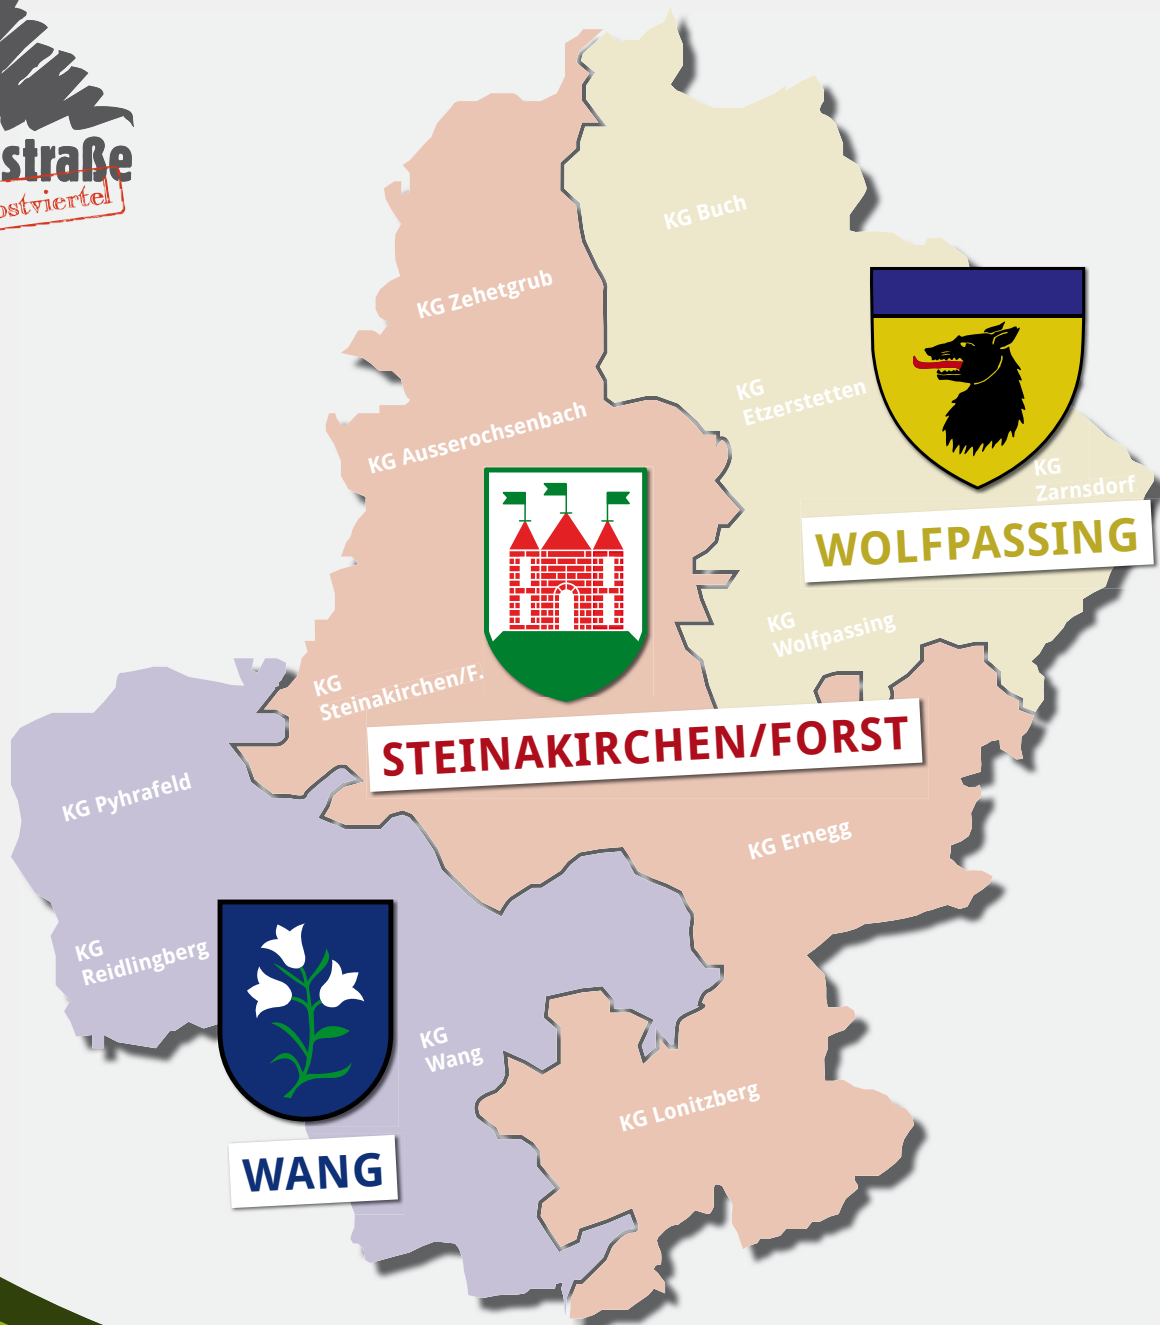 straße
ostviertel
KG Buch
KG Zehetgrub
KG
Etzerstetten
KG Ausserochsenbach
KG
Zarnsdorf
WOLFPASSING
KG
Wolfpassing
KG
Steinakirchen/F.
STEINAKIRCHEN/FORST
KG Pyhrafeld
KG Ernegg
KG
Reidlingberg
KG
Wang
KG Lonitzberg
WANG